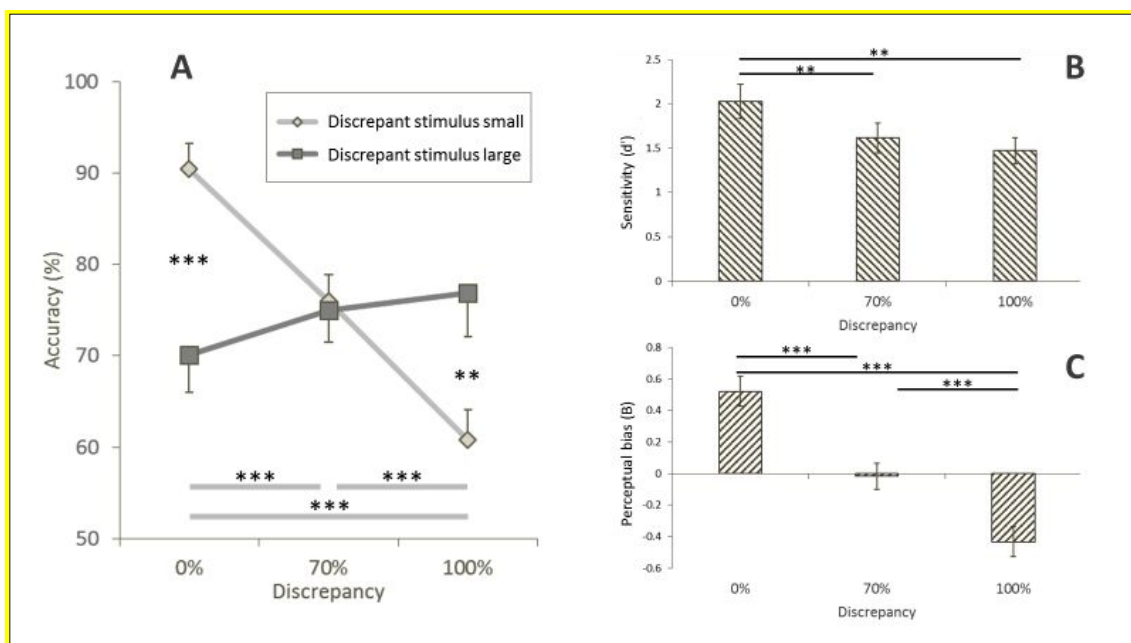 A
Accuracy (%)
100
90
80
70
60
50
Discrepant stimulus small
Discrepant stimulus large
***
**
*** ***
***
0% 70% 100%
Discrepancy
B
Sensitivity (d')
2.5
2
1.5
1
0.5
0
**
**
0% 70% 100%
Discrepancy
C
Perceptual bias (B)
0.8
0.6
0.4
0.2
0
-0.2
-0.4
-0.6
***
***
***
0% 70% 100%
Discrepancy